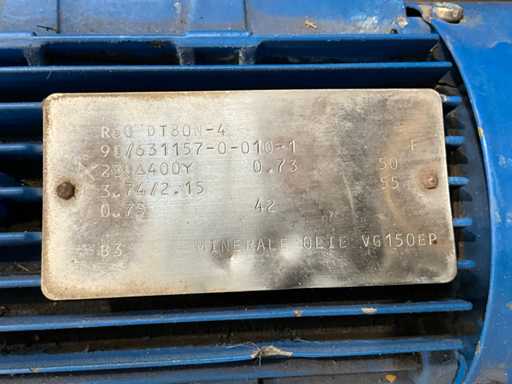 DT80N-4
631157-0-010-1 F
400Y 0.73 50
3.74/2.15 55
0.75 42
B3 MINERALE OLIE VG150EP